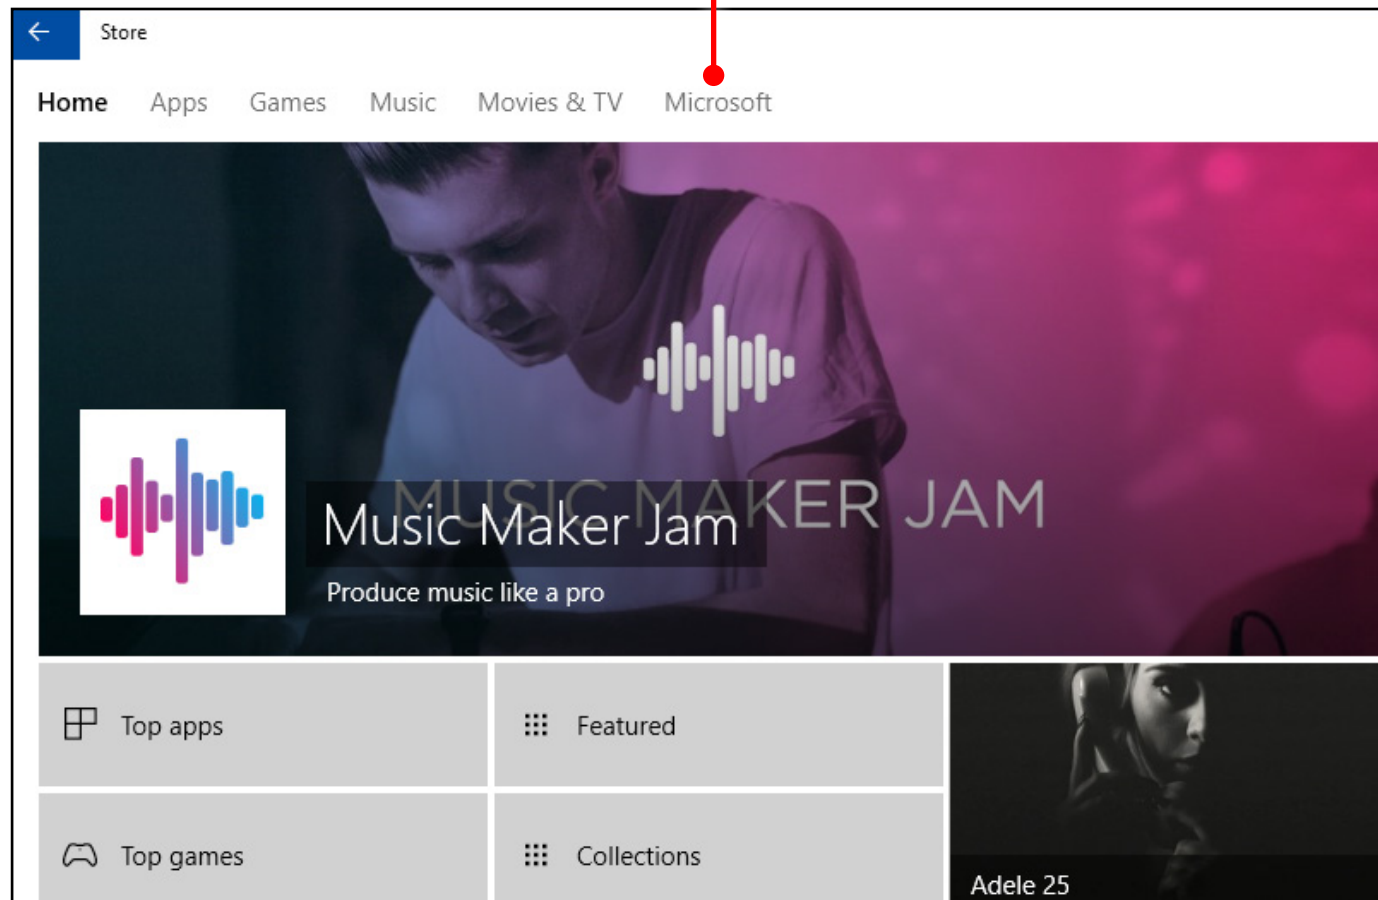 Store
Home Apps Games Music Movies & TV Microsoft
MUSIC MAKER JAM
Music Maker Jam
Produce music like a pro
Top apps
Featured
Top games
Collections
Adele 25